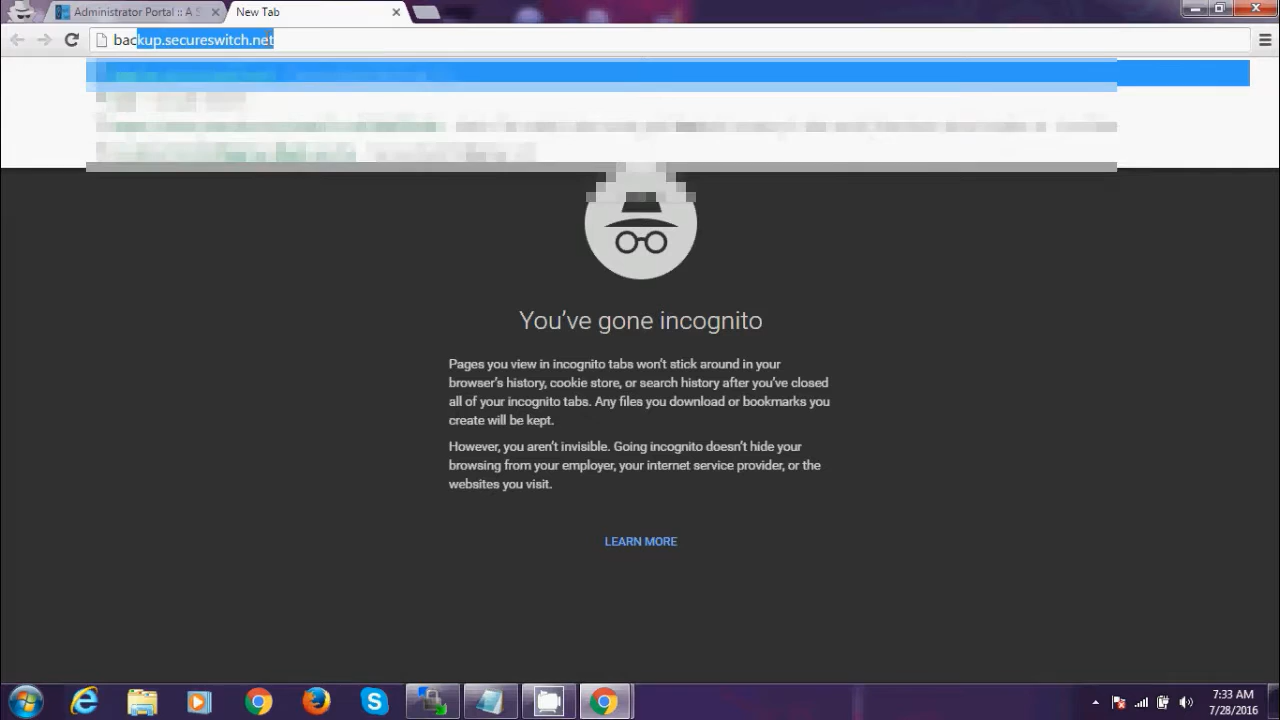 Administrator Portal :: A S
New Tab
backup.secureswitch.net
You've gone incognito
Pages you view in incognito tabs won't stick around in your
browser's history, cookie store, or search history after you've closed
all of your incognito tabs. Any files you download or bookmarks you
create will be kept.
However, you aren't invisible. Going incognito doesn't hide your
browsing from your employer, your internet service provider, or the
websites you visit.
LEARN MORE
7:33 AM
7/28/2016